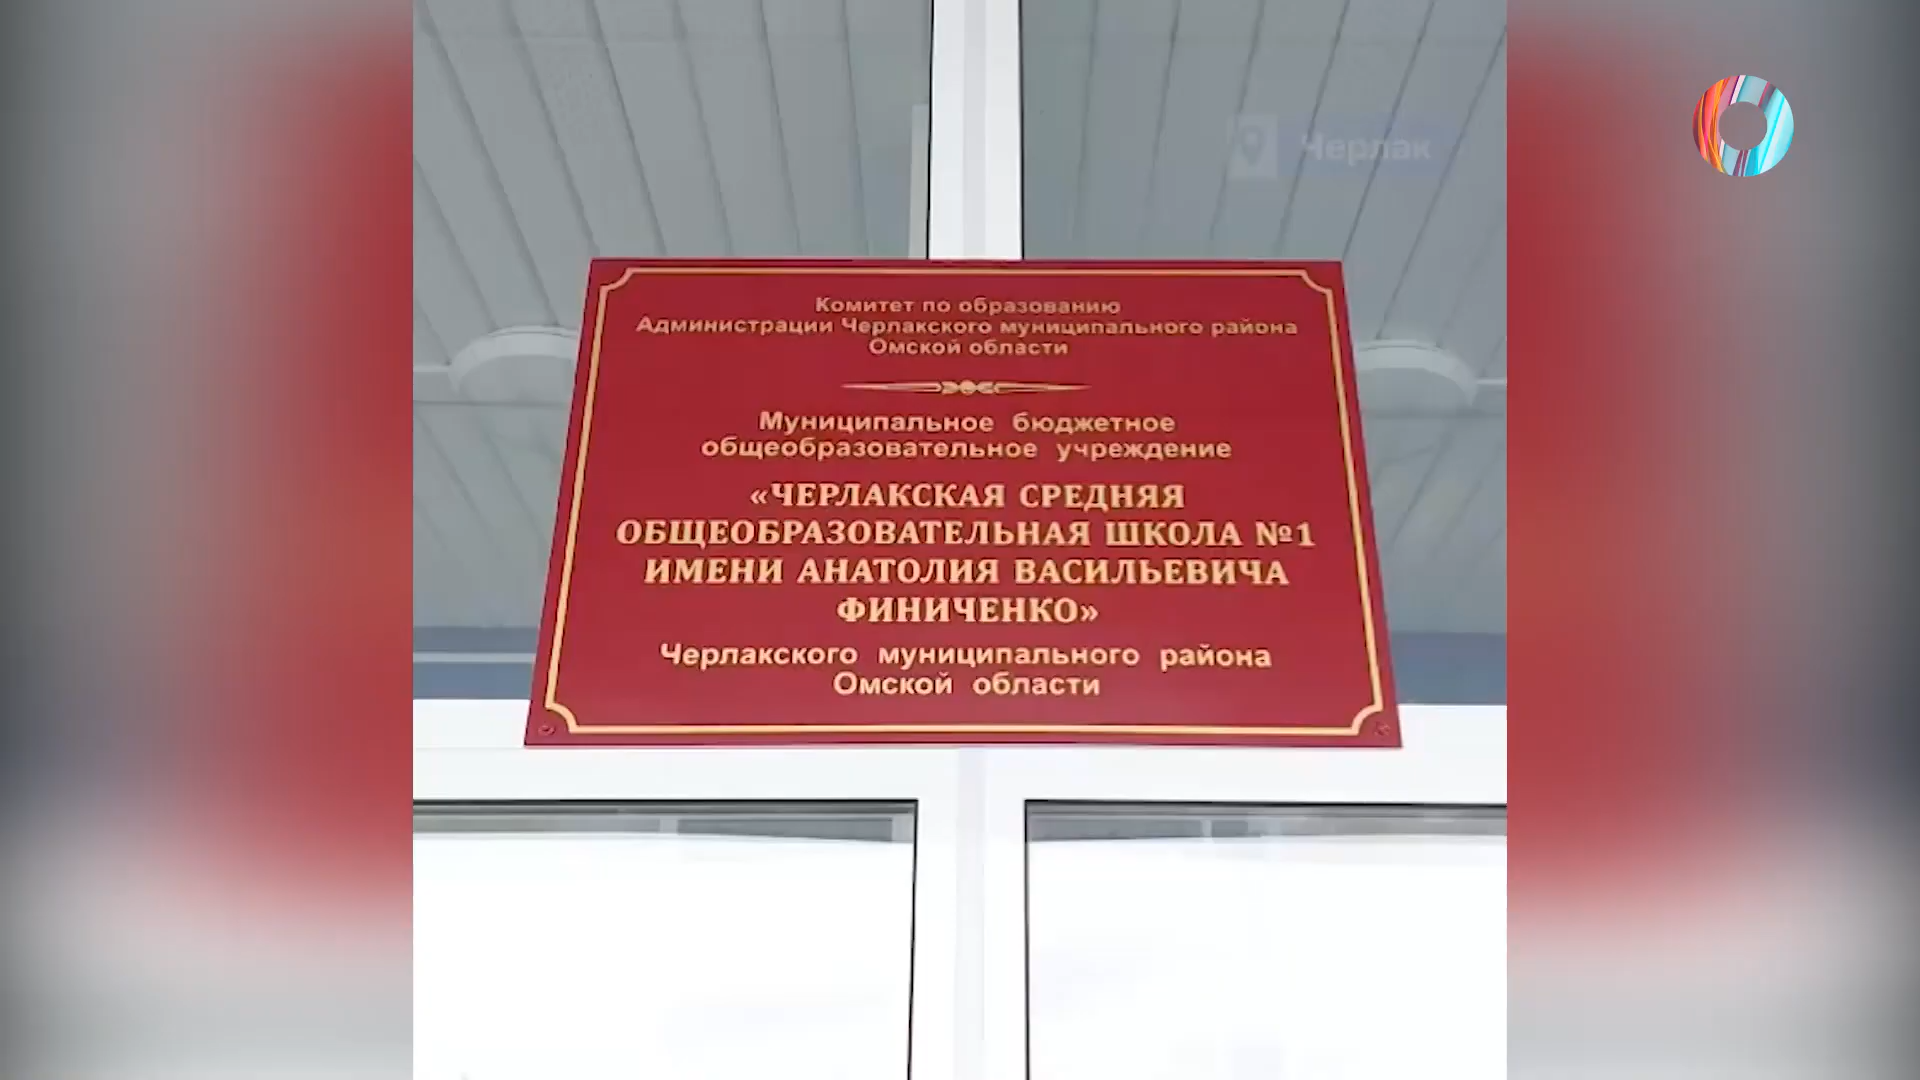 Черлак
Комитет по образованию
Администрации Черлакского муниципального района
Омской области
Муниципальное бюджетное
общеобразовательное учреждение
«ЧЕРЛАКСКАЯ СРЕДНЯЯ
ОБЩЕОБРАЗОВАТЕЛЬНАЯ ШКОЛА №1
ИМЕНИ АНАТОЛИЯ ВАСИЛЬЕВИЧА
ФИНИЧЕНКО»
Черлакского муниципального района
Омской области